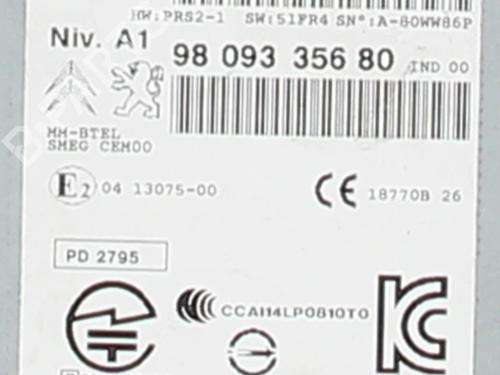 HW:PRS2-1 SW:51FR4 SN°:A-80WW86P
Niv. A1
98 093 356 80 IND 00
MM-BTEL
SMEG CEM00
E2 04 13075-00
CE 18770B 26
PD 2795
CCAI14LP0810T0
KC